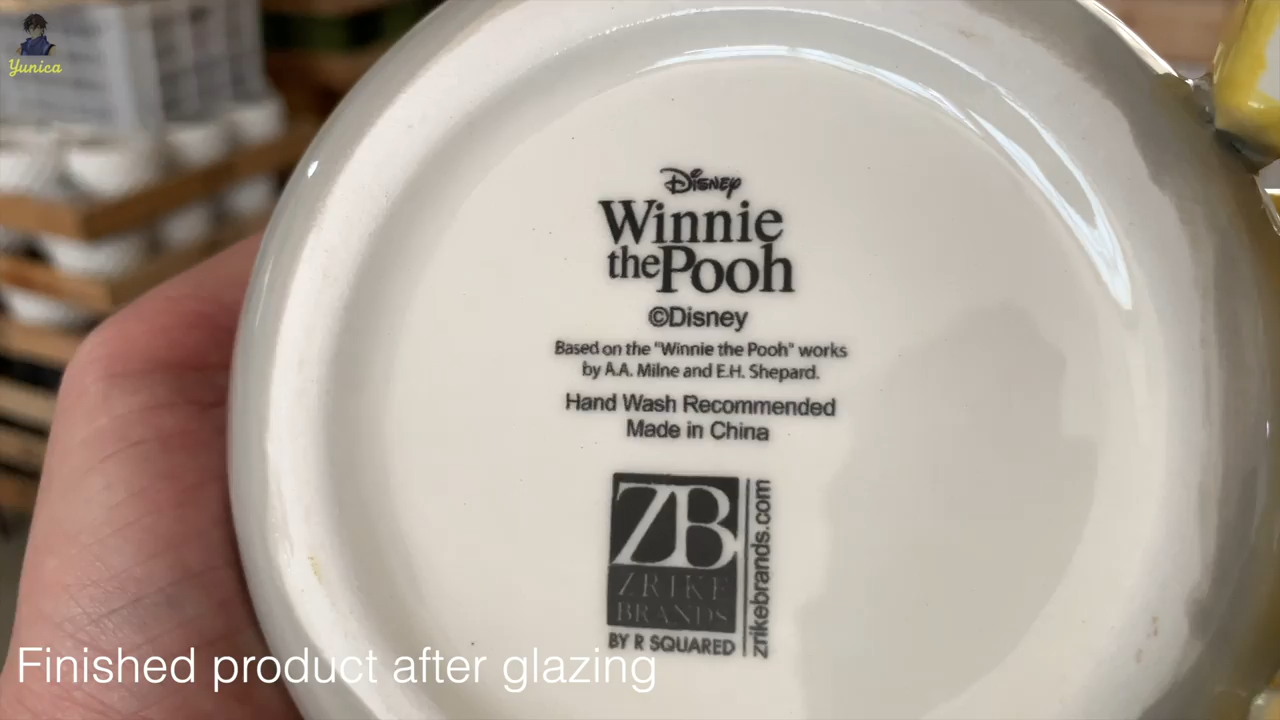 Yunica
Disney
Winnie
the Pooh
©Disney
Based on the "Winnie the Pooh" works
by A.A. Milne and E.H. Shepard.
Hand Wash Recommended
Made in China
ZB
ZRIKE
BRANDS
BY R SQUARED
zrikebrands.com
Finished product after glazing